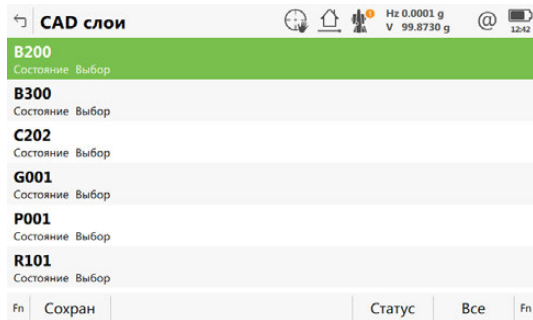 CAD слои
Hz 0.0001 g
V 99.8730 g
@
12:42
B200
Состояние Выбор
B300
Состояние Выбор
C202
Состояние Выбор
G001
Состояние Выбор
P001
Состояние Выбор
R101
Состояние Выбор
Fn Сохран Статус Все Fn